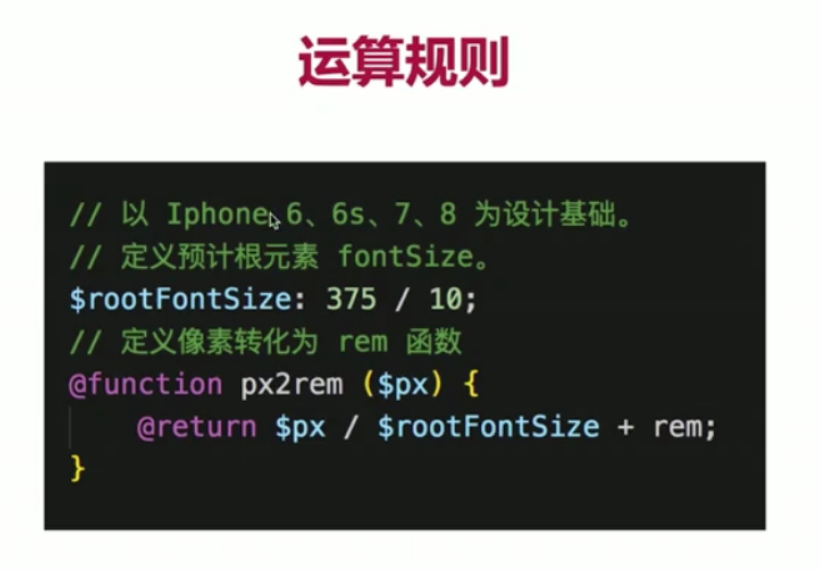 运算规则
// 以 Iphone 6、6s、7、8 为设计基础。
// 定义预计根元素 fontSize。
$rootFontSize: 375 / 10;
// 定义像素转化为 rem 函数
@function px2rem ($px) {
    @return $px / $rootFontSize + rem;
}